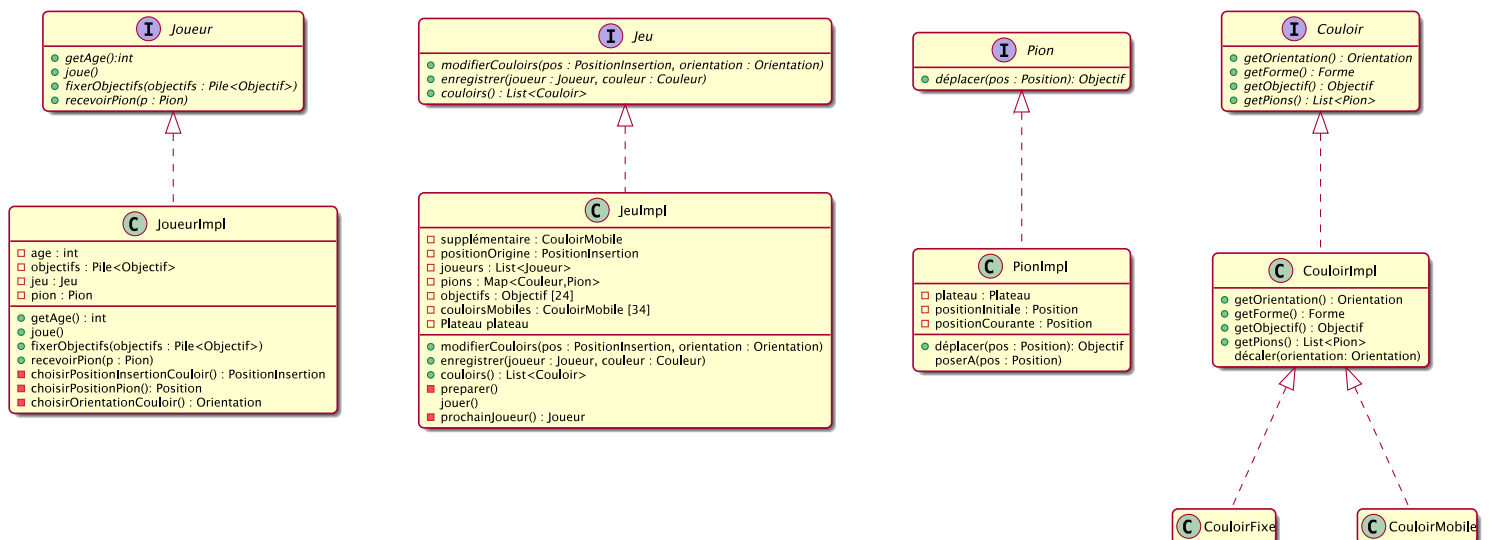 I Joueur
getAge():int
joue()
fixerObjectifs(objectifs : Pile<Objectif>)
recevoirPion(p : Pion)
I Jeu
modifierCouloirs(pos : PositionInsertion, orientation : Orientation)
enregistrer(joueur : Joueur, couleur : Couleur)
couloirs() : List<Couloir>
I Pion
déplacer(pos : Position): Objectif
I Couloir
getOrientation() : Orientation
getForme() : Forme
getObjectif() : Objectif
getPions() : List<Pion>
C JoueurImpl
age : int
objectifs : Pile<Objectif>
jeu : Jeu
pion : Pion
getAge() : int
joue()
fixerObjectifs(objectifs : Pile<Objectif>)
recevoirPion(p : Pion)
choisirPositionInsertionCouloir() : PositionInsertion
choisirPositionPion(): Position
choisirOrientationCouloir() : Orientation
C JeuImpl
supplémentaire : CouloirMobile
positionOrigine : PositionInsertion
joueurs : List<Joueur>
pions : Map<Couleur,Pion>
objectifs : Objectif [24]
couloirsMobiles : CouloirMobile [34]
Plateau plateau
modifierCouloirs(pos : PositionInsertion, orientation : Orientation)
enregistrer(joueur : Joueur, couleur : Couleur)
couloirs() : List<Couloir>
preparer()
jouer()
prochainJoueur() : Joueur
C PionImpl
plateau : Plateau
positionInitiale : Position
positionCourante : Position
déplacer(pos : Position): Objectif
poserA(pos : Position)
C CouloirImpl
getOrientation() : Orientation
getForme() : Forme
getObjectif() : Objectif
getPions() : List<Pion>
décaler(orientation: Orientation)
C CouloirFixe
C CouloirMobile